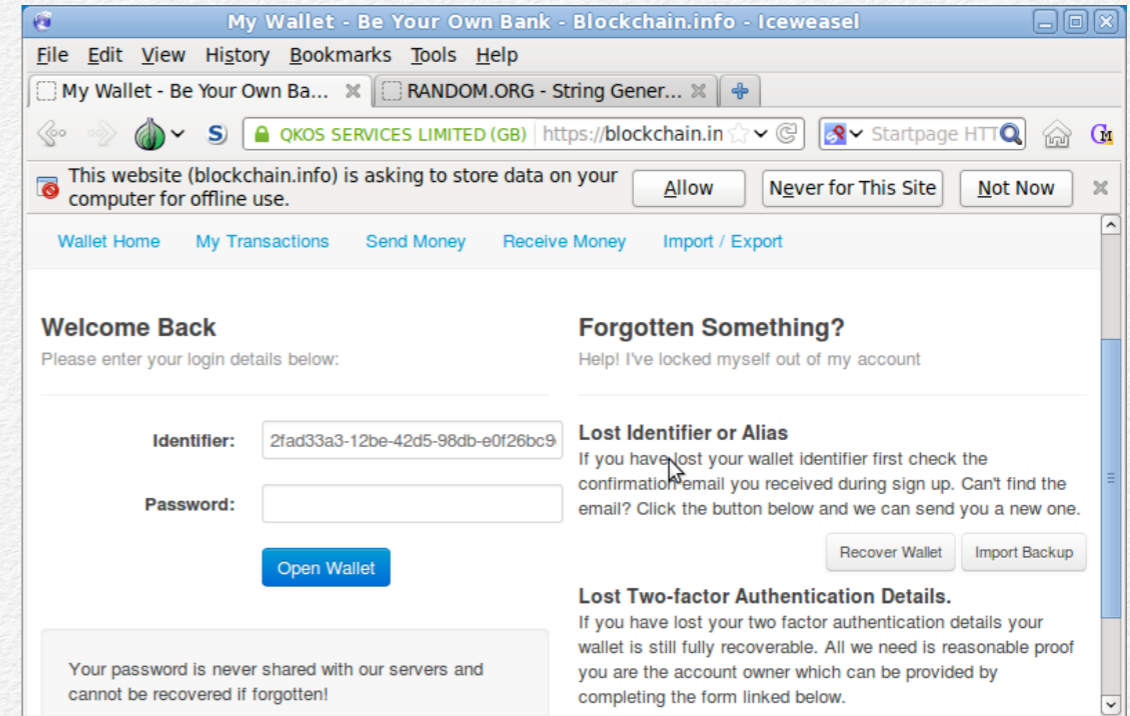 My Wallet - Be Your Own Bank - Blockchain.info - Iceweasel
File Edit View History Bookmarks Tools Help
My Wallet - Be Your Own Ba...
RANDOM.ORG - String Gener...
QKOS SERVICES LIMITED (GB)
https://blockchain.in
Startpage HTT
This website (blockchain.info) is asking to store data on your
computer for offline use.
Allow
Never for This Site
Not Now
Wallet Home
My Transactions
Send Money
Receive Money
Import / Export
Welcome Back
Please enter your login details below:
Identifier:
2fad33a3-12be-42d5-98db-e0f26bc9
Password:
Open Wallet
Your password is never shared with our servers and
cannot be recovered if forgotten!
Forgotten Something?
Help! I've locked myself out of my account
Lost Identifier or Alias
If you have lost your wallet identifier first check the
confirmation email you received during sign up. Can't find the
email? Click the button below and we can send you a new one.
Recover Wallet
Import Backup
Lost Two-factor Authentication Details.
If you have lost your two factor authentication details your
wallet is still fully recoverable. All we need is reasonable proof
you are the account owner which can be provided by
completing the form linked below.